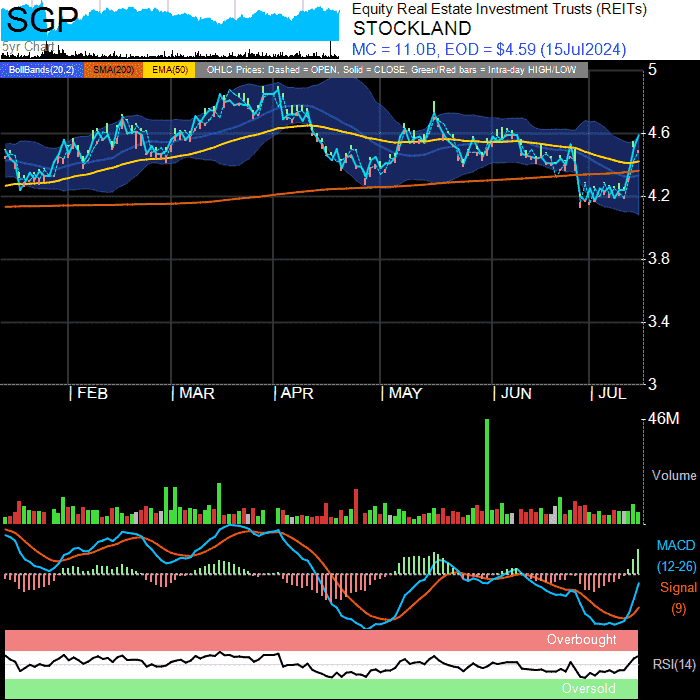 SGP
5yr Chart
Equity Real Estate Investment Trusts (REITs)
STOCKLAND
MC = 11.0B, EOD = $4.59 (15Jul2024)
BollBands(20,2) SMA(200) EMA(50) OHLC Prices: Dashed = OPEN, Solid = CLOSE, Green/Red bars = Intra-day HIGH/LOW
5
4.6
4.2
3.8
3.4
3
FEB MAR APR MAY JUN JUL
46M
Volume
MACD
(12-26)
Signal
(9)
Overbought
RSI(14)
Oversold